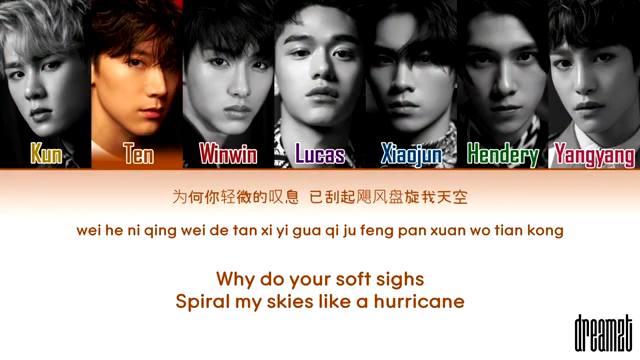 Kun Ten Winwin Lucas Xiaojun Hendery Yangyang
为何你轻微的叹息 已刮起飓风盘旋我天空
wei he ni qing wei de tan xi yi gua qi ju feng pan xuan wo tian kong
Why do your soft sighs
Spiral my skies like a hurricane
dreamzt